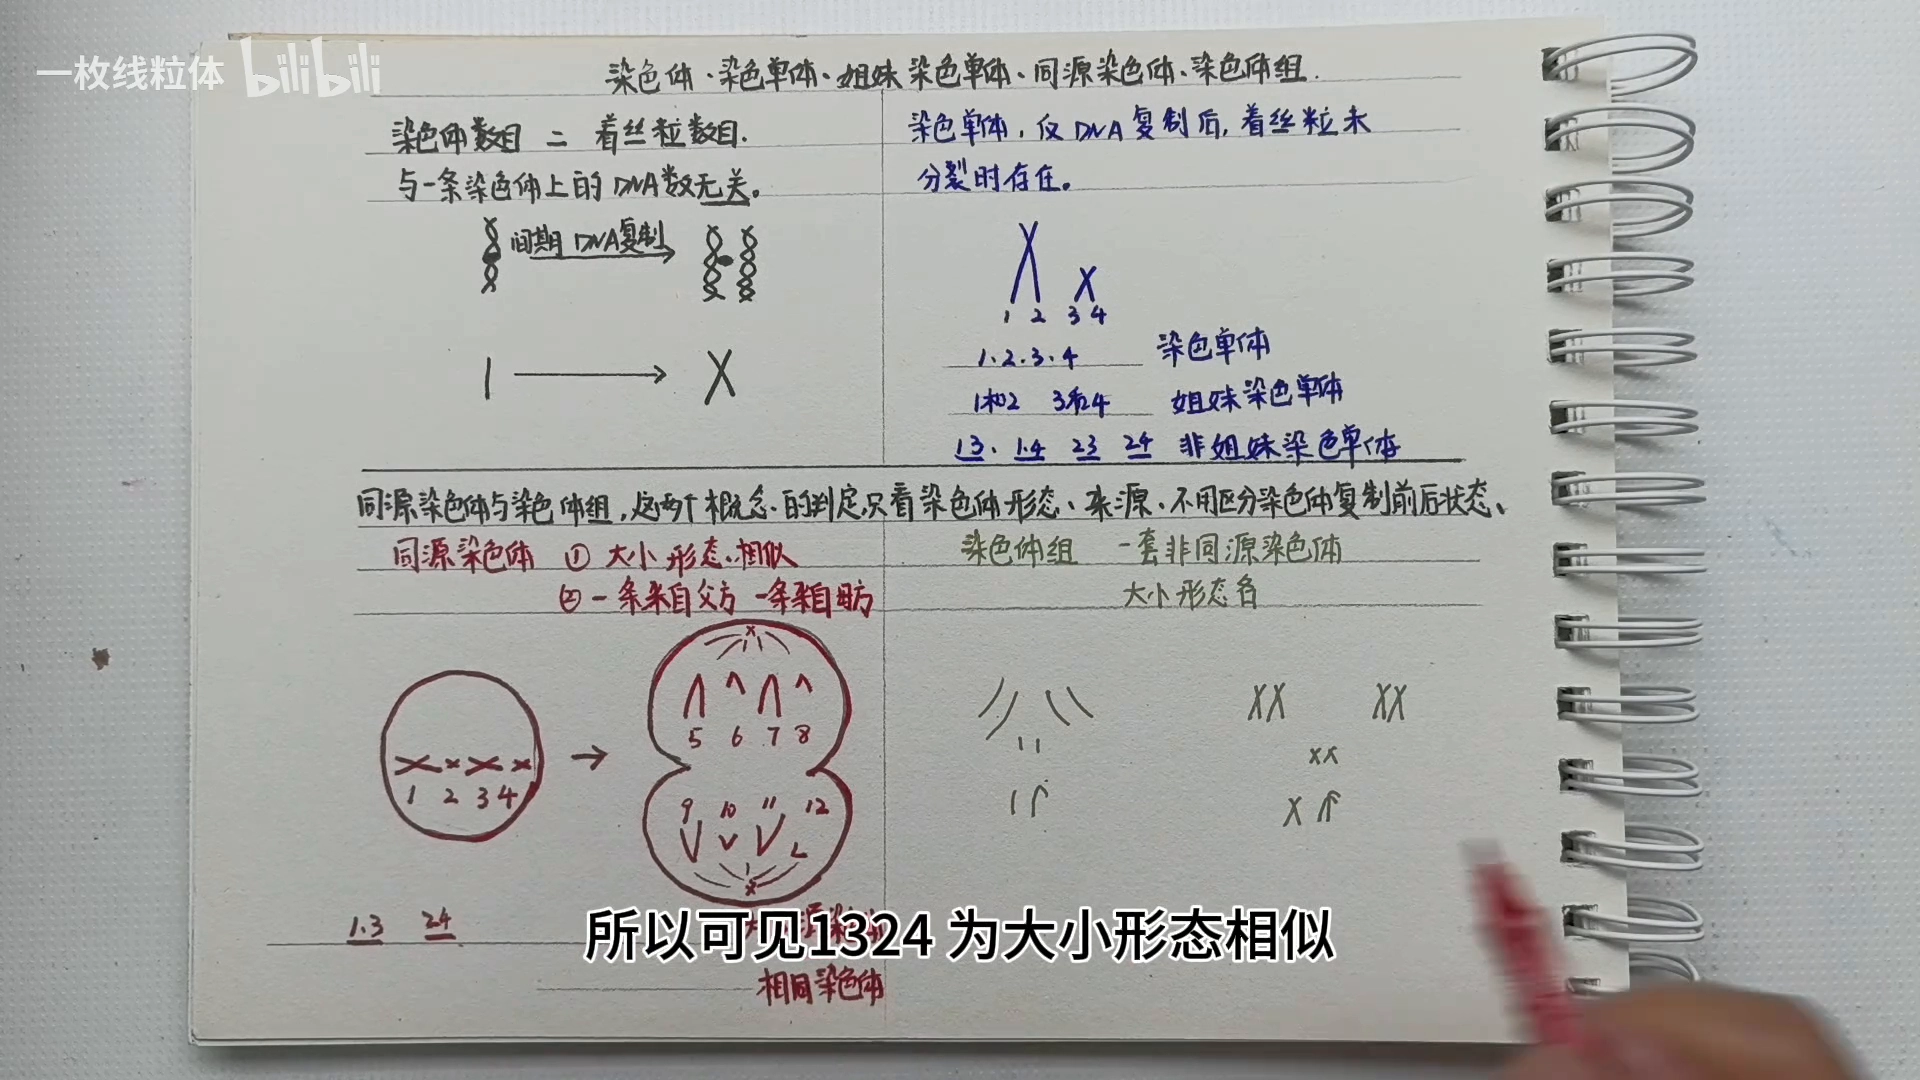 一枚线粒体 bilibili
染色体、染色单体、姐妹染色单体、同源染色体、染色体组.
染色体数目 = 着丝粒数目.
与一条染色体上的DNA数无关。
间期 DNA复制
染色单体，仅DNA复制后，着丝粒未
分裂时存在。
1 2 3 4
1.2.3.4 染色单体
1和2 3和4 姐妹染色单体
13、1.4 23 24 非姐妹染色单体
同源染色体与染色体组，这两个概念的判定只看染色体形态、来源、不用区分染色体复制前后状态、
同源染色体 ① 大小形态相似
② 一条来自父方 一条来自母方
染色体组 一套非同源染色体
大小形态各
1 2 3 4
5 6 7 8
9 10 11 12
1.3 24
所以可见1324 为大小形态相似
相同染色体